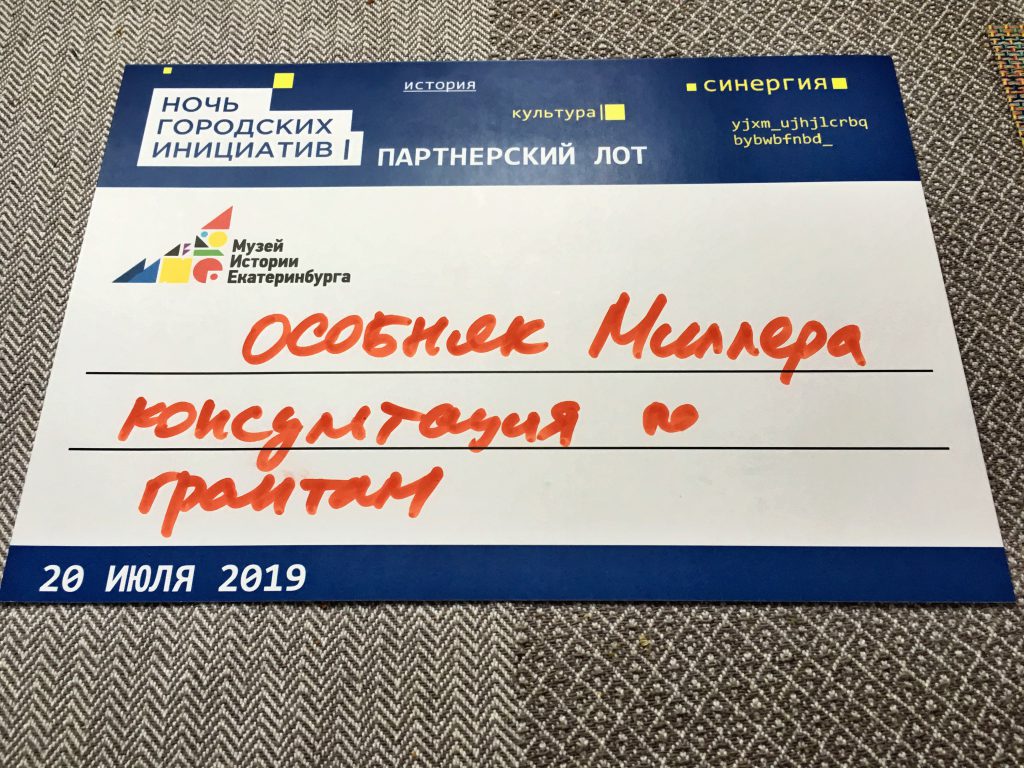 НОЧЬ
ГОРОДСКИХ
ИНИЦИАТИВ
история
культура
синергия
yjxm_ujhjlcrbq
bybwbfnbd_
ПАРТНЕРСКИЙ ЛОТ
Музей
Истории
Екатеринбурга
ОСОБНЯК Миллера
консультация по
грантам
20 ИЮЛЯ 2019